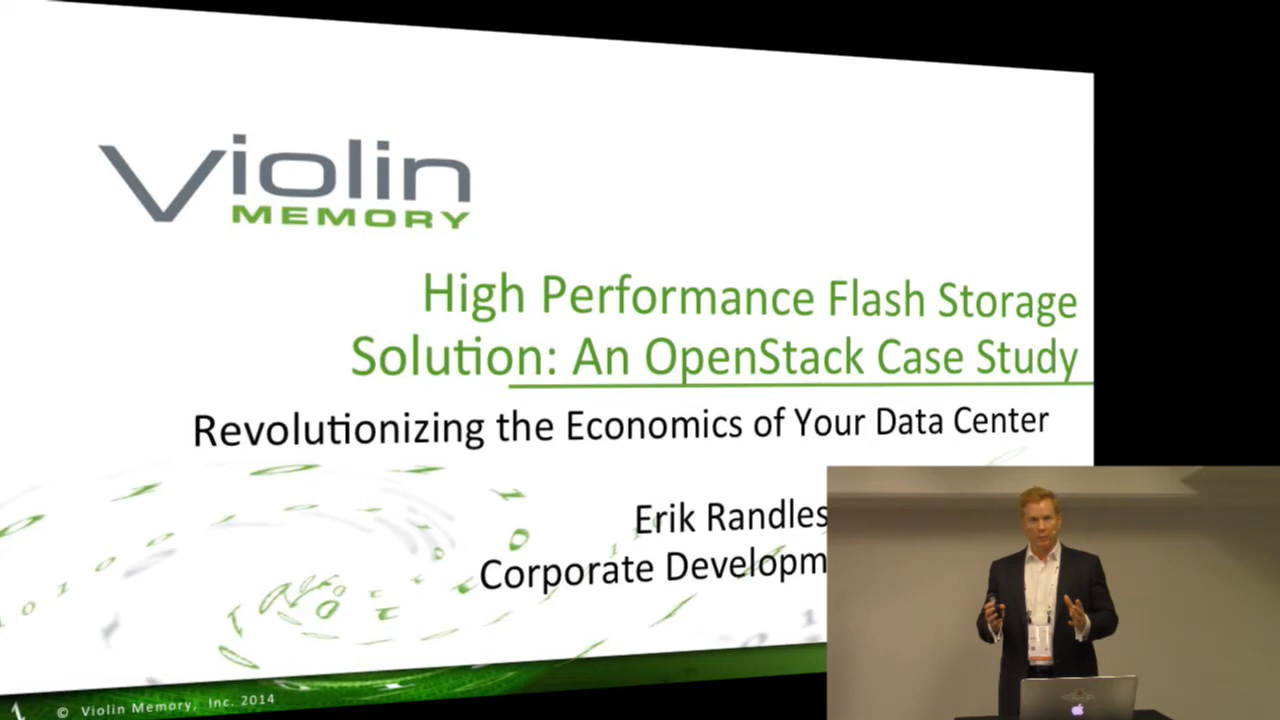 Violin
MEMORY
High Performance Flash Storage
Solution: An OpenStack Case Study
Revolutionizing the Economics of Your Data Center
Erik Randles
Corporate Developm
1 © Violin Memory, Inc. 2014